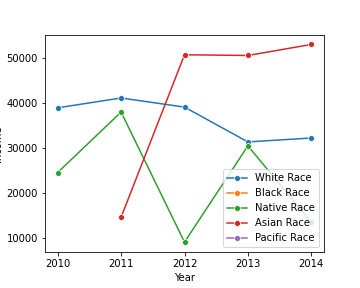 50000
40000
30000
20000
10000
2010 2011 2012 2013 2014
Year
White Race
Black Race
Native Race
Asian Race
Pacific Race